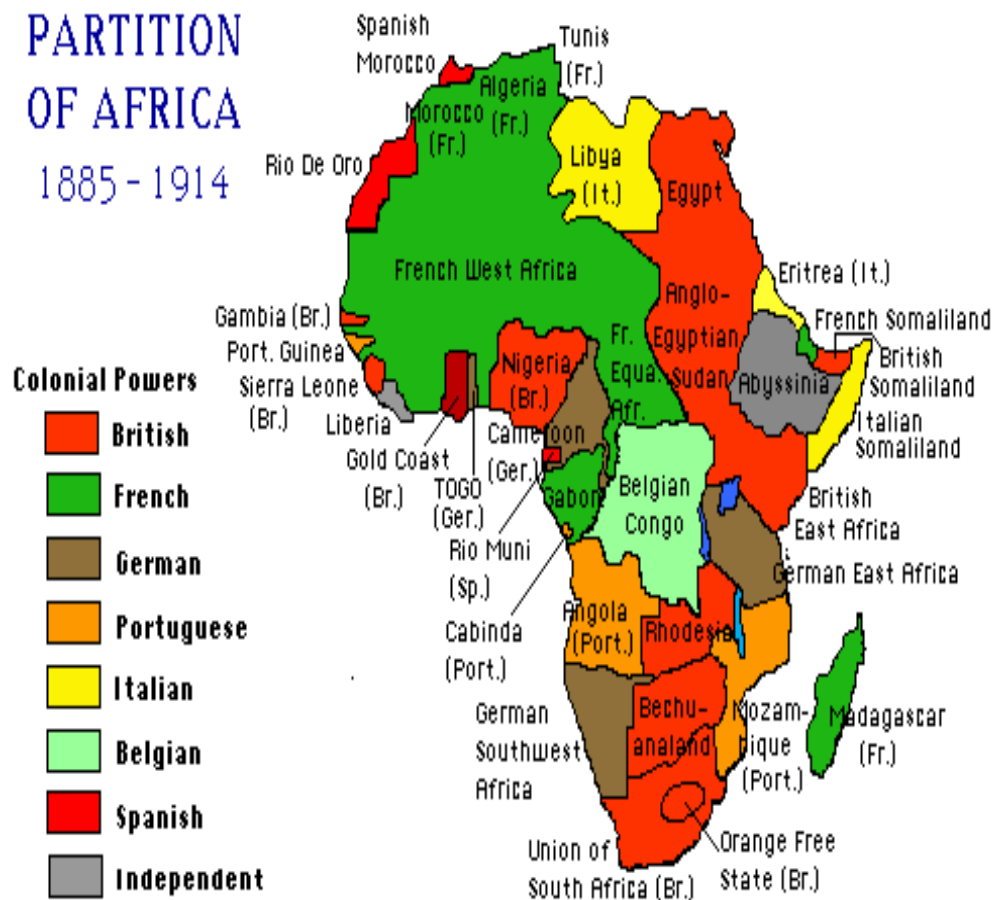 PARTITION
OF AFRICA
1885 - 1914
Spanish
Morocco
Tunis
(Fr.)
Algeria
(Fr.)
Morocco
(Fr.)
Rio De Oro
Libya
(It.)
Egypt
French West Africa
Eritrea (It.)
Anglo-
Egyptian
Sudan
French Somaliland
British
Somaliland
Italian
Somaliland
Abyssinia
Gambia (Br.)
Port. Guinea
Sierra Leone
(Br.)
Liberia
Gold Coast
(Br.)
TOGO
(Ger.)
Nigeria
(Br.)
Fr.
Equa.
Afr.
Cameroon
(Ger.)
Gabon
Rio Muni
(Sp.)
Cabinda
(Port.)
Belgian
Congo
British
East Africa
German East Africa
Angola
(Port.)
Rhodesia
German
Southwest
Africa
Bechu-
analand
Mozam-
bique
(Port.)
Madagascar
(Fr.)
Union of
South Africa (Br.)
Orange Free
State (Br.)
Colonial Powers
British
French
German
Portuguese
Italian
Belgian
Spanish
Independent